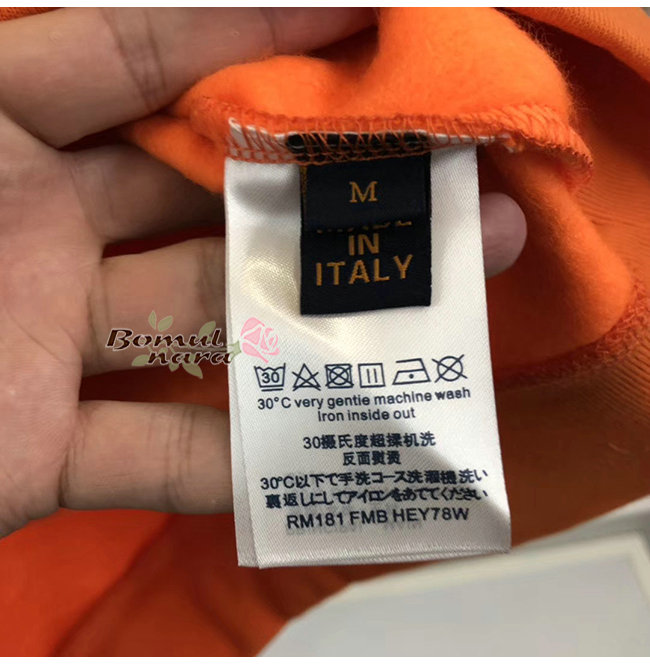 M
MADE
IN
ITALY
Bomul
nara
30
30°C very gentie machine wash
Iron inside out
30摄氏度超揉机洗
反面熨烫
30℃以下で手洗コース洗濯機洗い
裏返しにしてアイロンをあててください
RM181 FMB HEY78W